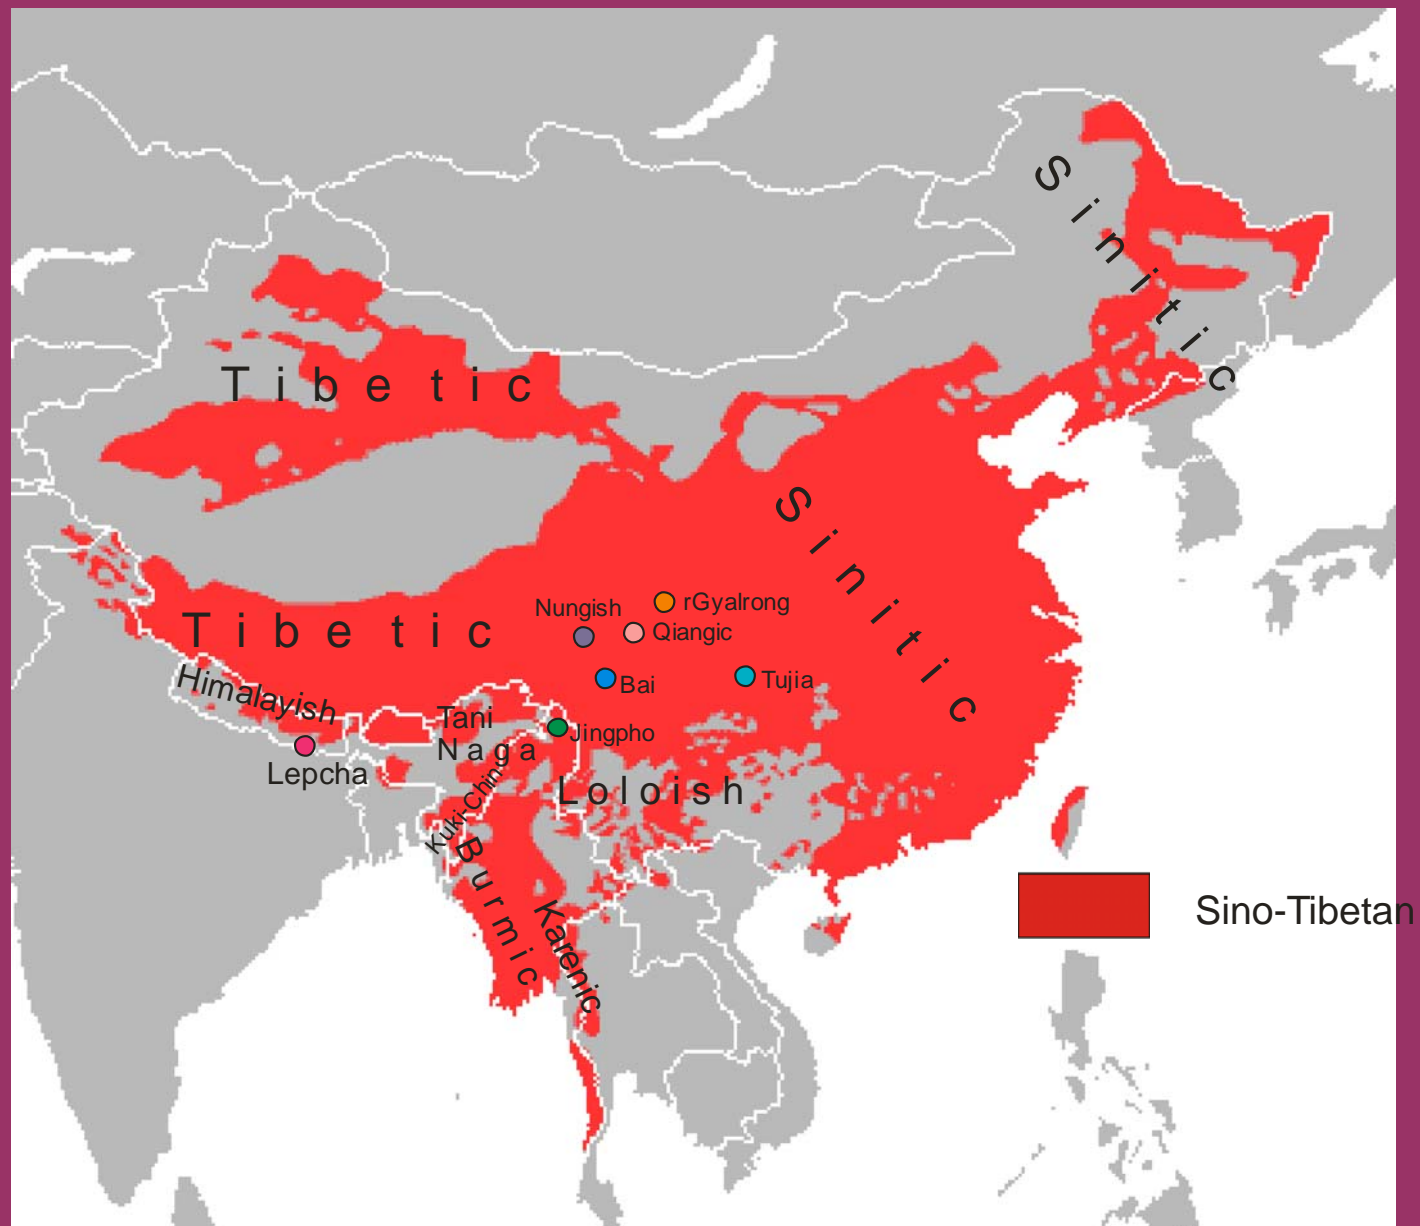 Sinitic
Tibetic
Sinitic
Nungish
rGyalrong
Tibetic
Qiangic
Himalayish
Bai
Tujia
Tani
Jingpho
Naga
Lepcha
Kuki-Ching
Loloish
Burmic
Karenic
Sino-Tibetan